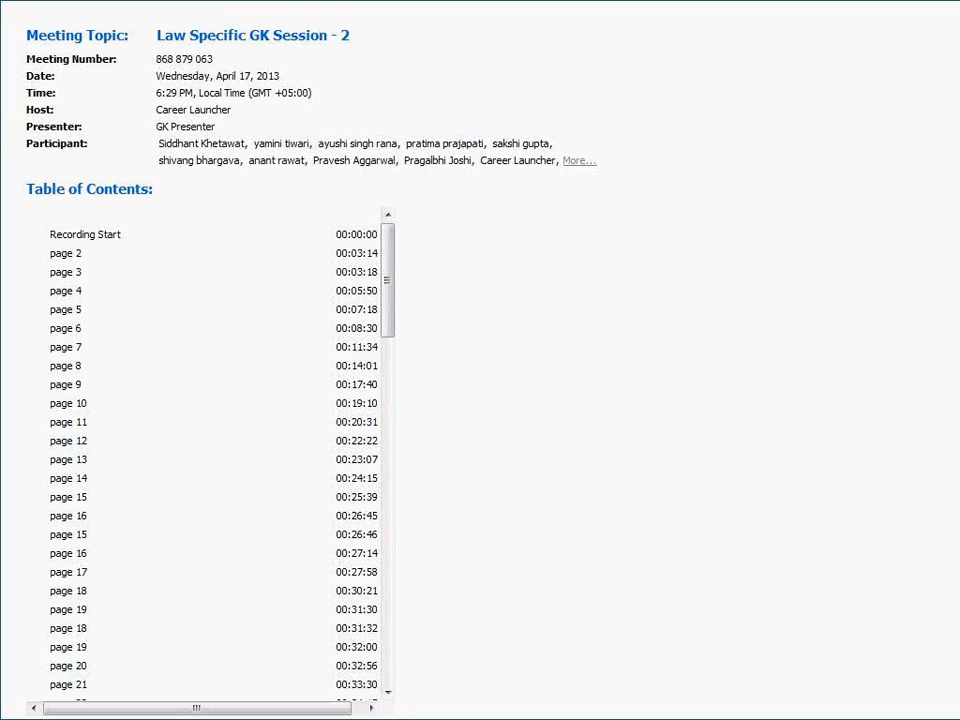 Meeting Topic: Law Specific GK Session - 2
Meeting Number: 868 879 063
Date: Wednesday, April 17, 2013
Time: 6:29 PM, Local Time (GMT +05:00)
Host: Career Launcher
Presenter: GK Presenter
Participant: Siddhant Khetawat, yamini tiwari, ayushi singh rana, pratima prajapati, sakshi gupta,
shivang bhargava, anant rawat, Pravesh Aggarwal, Pragalbhi Joshi, Career Launcher, More...
Table of Contents:
Recording Start 00:00:00
page 2 00:03:14
page 3 00:03:18
page 4 00:05:50
page 5 00:07:18
page 6 00:08:30
page 7 00:11:34
page 8 00:14:01
page 9 00:17:40
page 10 00:19:10
page 11 00:20:31
page 12 00:22:22
page 13 00:23:07
page 14 00:24:15
page 15 00:25:39
page 16 00:26:45
page 15 00:26:46
page 16 00:27:14
page 17 00:27:58
page 18 00:30:21
page 19 00:31:30
page 18 00:31:32
page 19 00:32:00
page 20 00:32:56
page 21 00:33:30